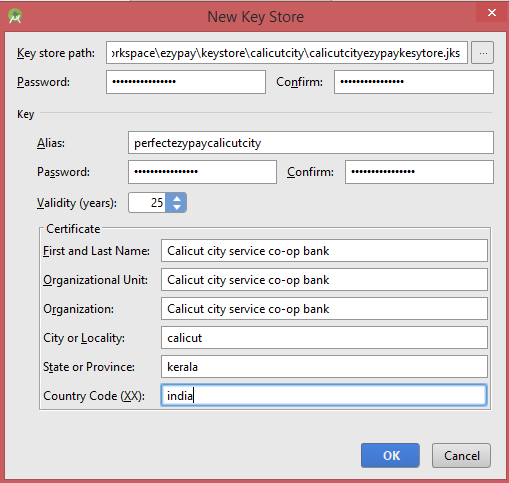 New Key Store
Key store path: orkspace\ezypay\keystore\calicutcity\calicutcityezypaykesytore.jks ...
Password: •••••••••••••••• Confirm: ••••••••••••••••
Key
Alias: perfectezypaycalicutcity
Password: •••••••••••••••• Confirm: ••••••••••••••••
Validity (years): 25
Certificate
First and Last Name: Calicut city service co-op bank
Organizational Unit: Calicut city service co-op bank
Organization: Calicut city service co-op bank
City or Locality: calicut
State or Province: kerala
Country Code (XX): india
OK Cancel